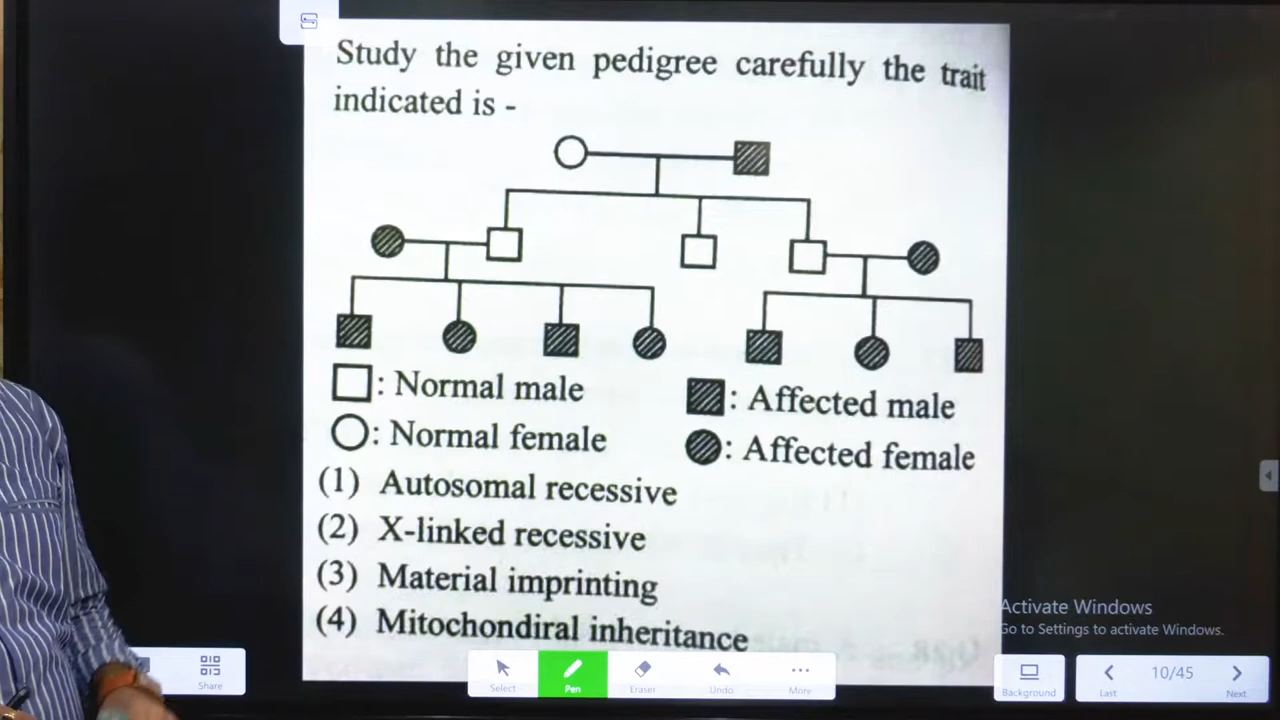 Study the given pedigree carefully the trait
indicated is -
: Normal male
: Affected male
: Normal female
: Affected female
(1) Autosomal recessive
(2) X-linked recessive
(3) Material imprinting
(4) Mitochondiral inheritance
Activate Windows
Go to Settings to activate Windows.
Share
Select
Pen
Eraser
Undo
More
Background
Last
10/45
Next